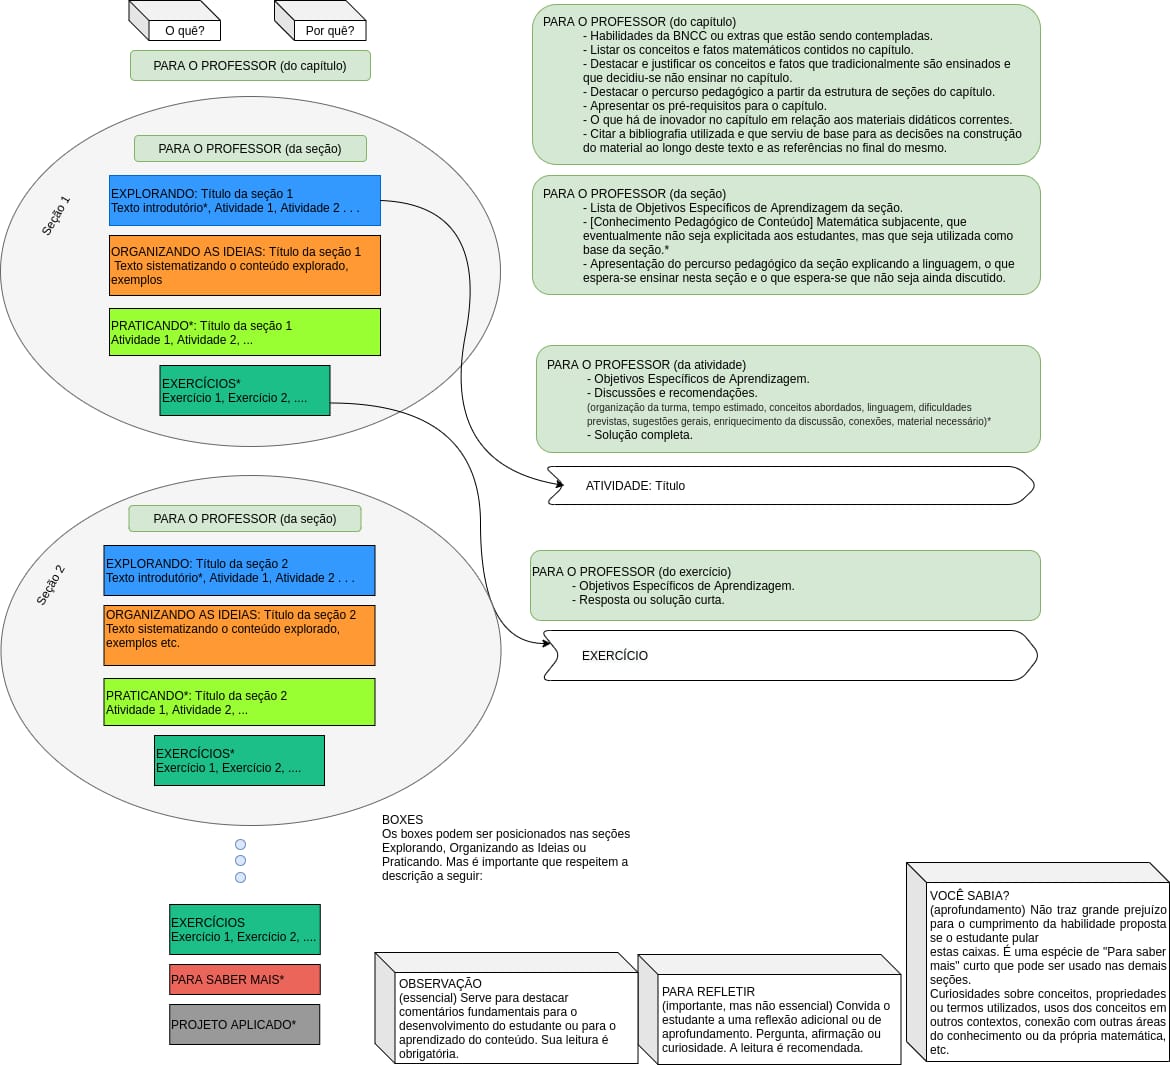 O quê?
Por quê?
PARA O PROFESSOR (do capítulo)
PARA O PROFESSOR (da seção)
Seção 1
EXPLORANDO: Título da seção 1
Texto introdutório*, Atividade 1, Atividade 2 . . .
ORGANIZANDO AS IDEIAS: Título da seção 1
Texto sistematizando o conteúdo explorado,
exemplos
PRATICANDO*: Título da seção 1
Atividade 1, Atividade 2, ...
EXERCÍCIOS*
Exercício 1, Exercício 2, ....
PARA O PROFESSOR (da seção)
Seção 2
EXPLORANDO: Título da seção 2
Texto introdutório*, Atividade 1, Atividade 2 . . .
ORGANIZANDO AS IDEIAS: Título da seção 2
Texto sistematizando o conteúdo explorado,
exemplos etc.
PRATICANDO*: Título da seção 2
Atividade 1, Atividade 2, ...
EXERCÍCIOS*
Exercício 1, Exercício 2, ....
EXERCÍCIOS
Exercício 1, Exercício 2, ....
PARA SABER MAIS*
PROJETO APLICADO*
PARA O PROFESSOR (do capítulo)
- Habilidades da BNCC ou extras que estão sendo contempladas.
- Listar os conceitos e fatos matemáticos contidos no capítulo.
- Destacar e justificar os conceitos e fatos que tradicionalmente são ensinados e
que decidiu-se não ensinar no capítulo.
- Destacar o percurso pedagógico a partir da estrutura de seções do capítulo.
- Apresentar os pré-requisitos para o capítulo.
- O que há de inovador no capítulo em relação aos materiais didáticos correntes.
- Citar a bibliografia utilizada e que serviu de base para as decisões na construção
do material ao longo deste texto e as referências no final do mesmo.
PARA O PROFESSOR (da seção)
- Lista de Objetivos Específicos de Aprendizagem da seção.
- [Conhecimento Pedagógico de Conteúdo] Matemática subjacente, que
eventualmente não seja explicitada aos estudantes, mas que seja utilizada como
base da seção.*
- Apresentação do percurso pedagógico da seção explicando a linguagem, o que
espera-se ensinar nesta seção e o que espera-se que não seja ainda discutido.
PARA O PROFESSOR (da atividade)
- Objetivos Específicos de Aprendizagem.
- Discussões e recomendações.
(organização da turma, tempo estimado, conceitos abordados, linguagem, dificuldades
previstas, sugestões gerais, enriquecimento da discussão, conexões, material necessário)*
- Solução completa.
ATIVIDADE: Título
PARA O PROFESSOR (do exercício)
- Objetivos Específicos de Aprendizagem.
- Resposta ou solução curta.
EXERCÍCIO
BOXES
Os boxes podem ser posicionados nas seções
Explorando, Organizando as Ideias ou
Praticando. Mas é importante que respeitem a
descrição a seguir:
OBSERVAÇÃO
(essencial) Serve para destacar
comentários fundamentais para o
desenvolvimento do estudante ou para o
aprendizado do conteúdo. Sua leitura é
obrigatória.
PARA REFLETIR
(importante, mas não essencial) Convida o
estudante a uma reflexão adicional ou de
aprofundamento. Pergunta, afirmação ou
curiosidade. A leitura é recomendada.
VOCÊ SABIA?
(aprofundamento) Não traz grande prejuízo
para o cumprimento da habilidade proposta
se o estudante pular
estas caixas. É uma espécie de "Para saber
mais" curto que pode ser usado nas demais
seções.
Curiosidades sobre conceitos, propriedades
ou termos utilizados, usos dos conceitos em
outros contextos, conexão com outras áreas
do conhecimento ou da própria matemática,
etc.